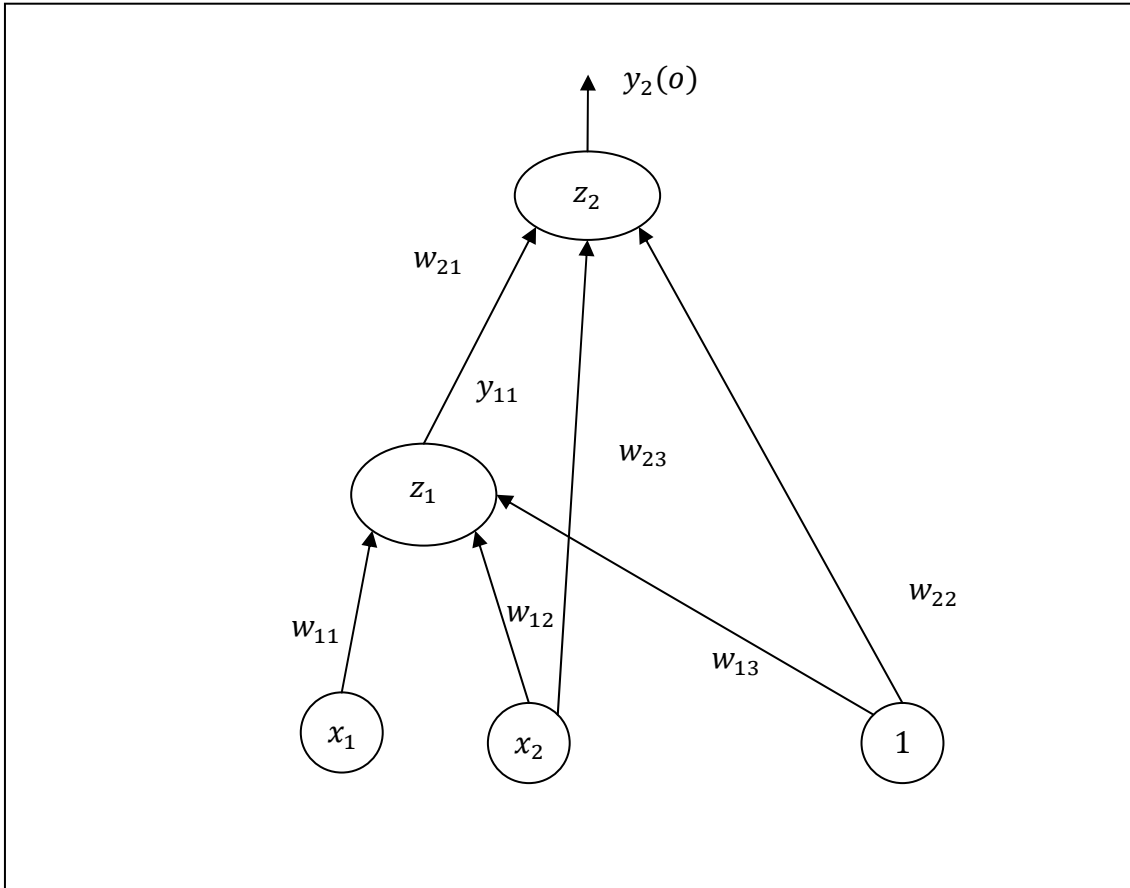 𝑦₂(𝑜)
𝑧₂
𝑤₂₁
𝑦₁₁
𝑤₂₃
𝑧₁
𝑤₂₂
𝑤₁₁
𝑤₁₂
𝑤₁₃
𝑥₁
𝑥₂
1